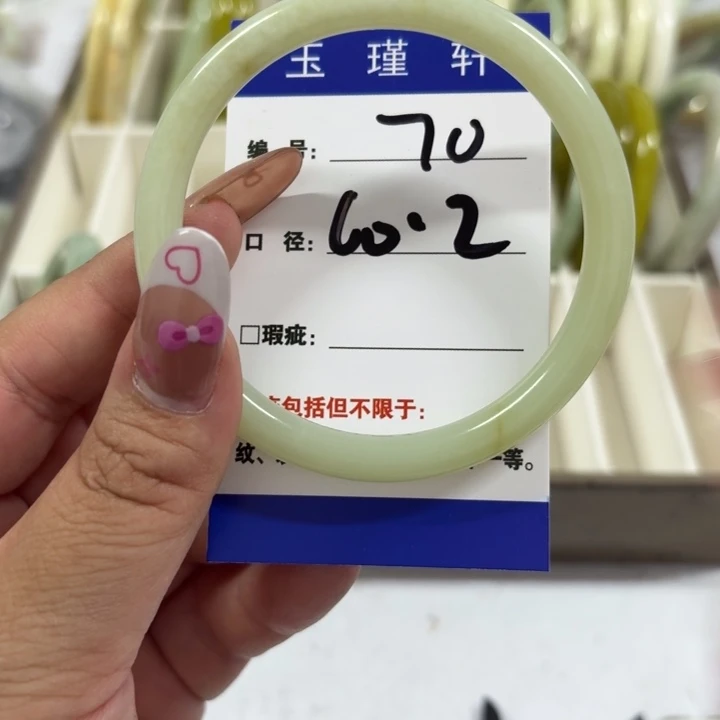 玉瑾轩
编号: 70
口径: 60.2
□瑕疵:
包括但不限于:
纹、
一等。